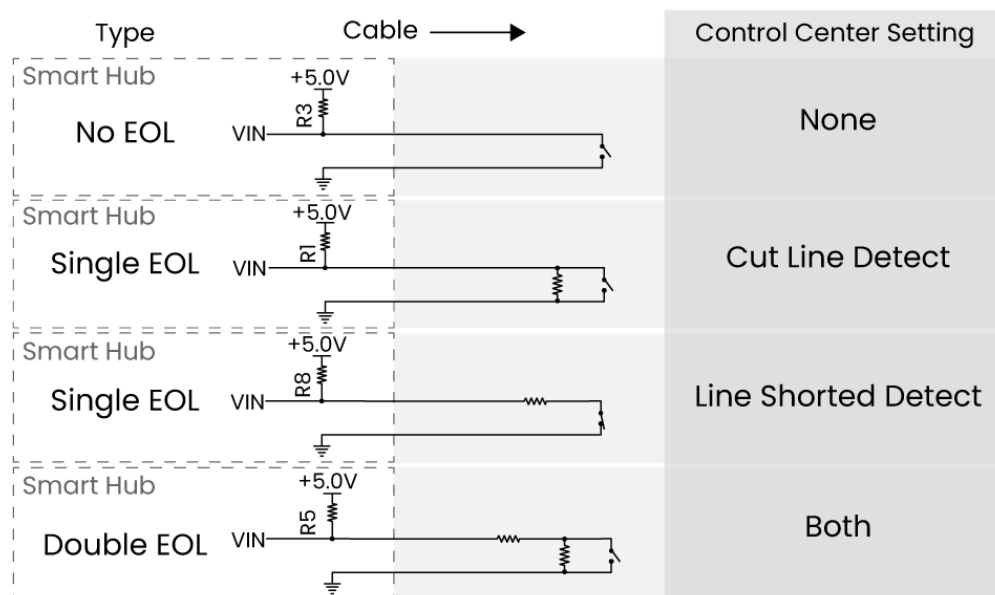 Type
Cable
Control Center Setting
Smart Hub
+5.0V
R3
No EOL
VIN
None
Smart Hub
+5.0V
R1
Single EOL
VIN
Cut Line Detect
Smart Hub
+5.0V
R8
Single EOL
VIN
Line Shorted Detect
Smart Hub
+5.0V
R5
Double EOL
VIN
Both